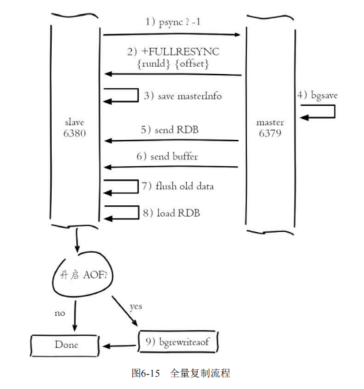 1) psync ? -1
2) +FULLRESYNC
{runId} {offset}
3) save masterInfo
4) bgsave
slave
6380
master
6379
5) send RDB
6) send buffer
7) flush old data
8) load RDB
开启 AOF?
no
yes
Done
9) bgrewriteaof
图6-15 全量复制流程